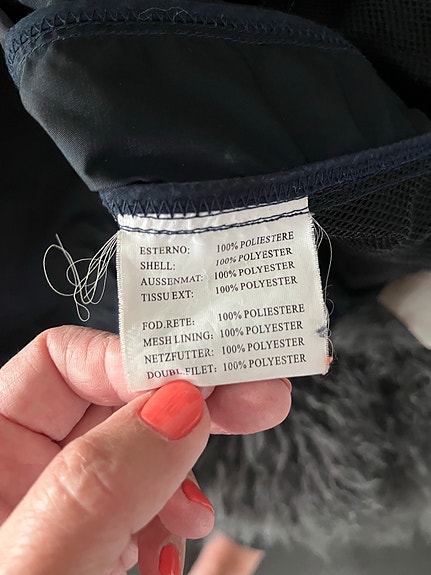 ESTERNO: 100% POLIESTERE
SHELL: 100% POLYESTER
AUSSENMAT: 100% POLYESTER
TISSU EXT: 100% POLYESTER
FOD.RETE: 100% POLIESTERE
MESH LINING: 100% POLYESTER
NETZFUTTER: 100% POLYESTER
DOUBL.FILET: 100% POLYESTER